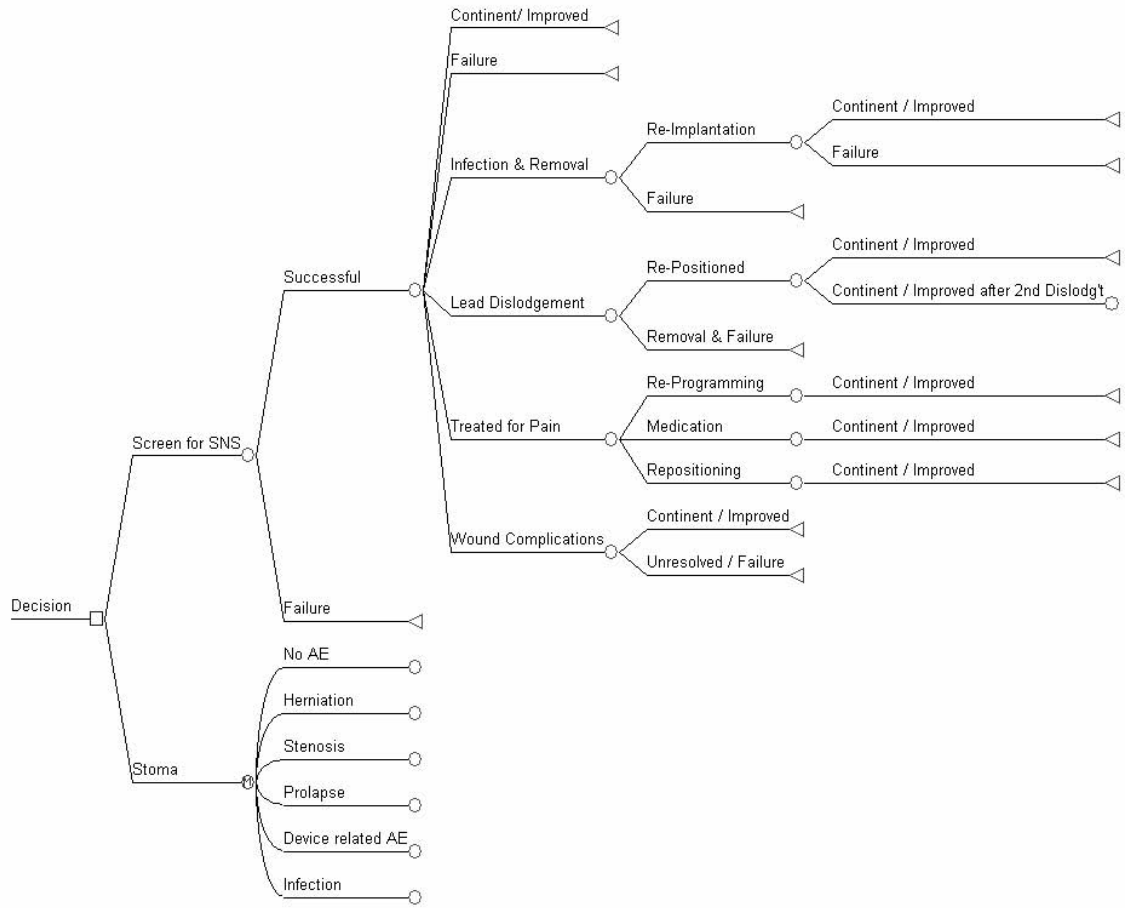 Continent/ Improved
Failure
Continent / Improved
Re-Implantation
Failure
Infection & Removal
Failure
Continent / Improved
Re-Positioned
Successful
Continent / Improved after 2nd Dislodg't
Lead Dislodgement
Removal & Failure
Re-Programming
Continent / Improved
Treated for Pain
Medication
Continent / Improved
Screen for SNS
Repositioning
Continent / Improved
Continent / Improved
Wound Complications
Unresolved / Failure
Decision
Failure
No AE
Herniation
Stenosis
Stoma
M
Prolapse
Device related AE
Infection